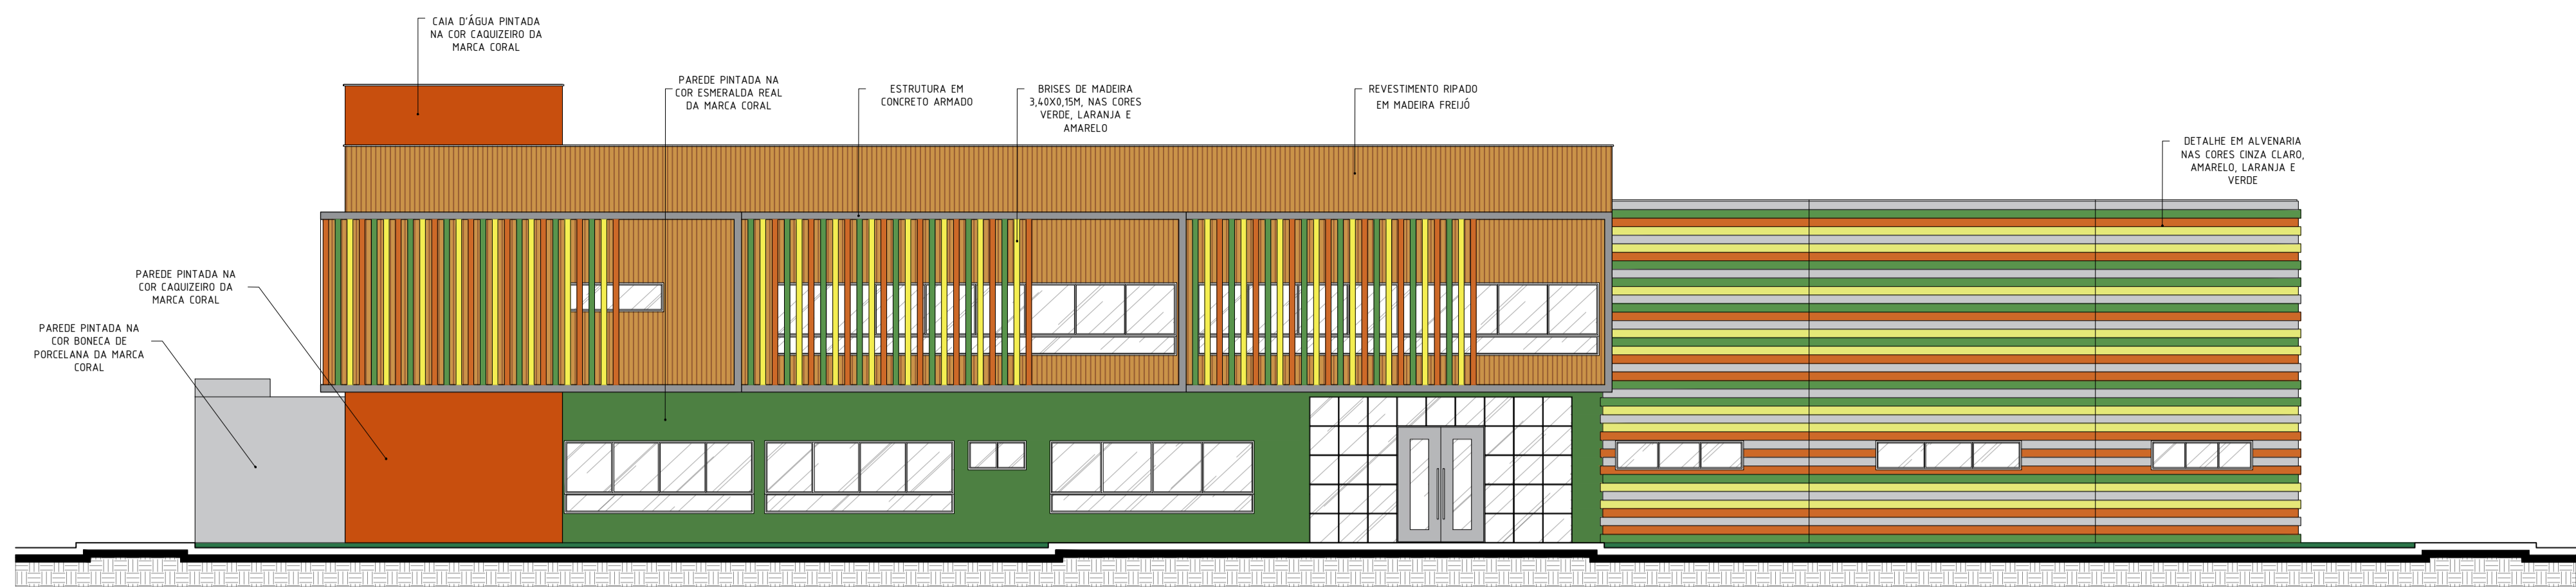 CAIA D'ÁGUA PINTADA
NA COR CAQUIZEIRO DA
MARCA CORAL
PAREDE PINTADA NA
COR ESMERALDA REAL
DA MARCA CORAL
ESTRUTURA EM
CONCRETO ARMADO
BRISES DE MADEIRA
3,40X0,15M, NAS CORES
VERDE, LARANJA E
AMARELO
REVESTIMENTO RIPADO
EM MADEIRA FREIJÓ
DETALHE EM ALVENARIA
NAS CORES CINZA CLARO,
AMARELO, LARANJA E
VERDE
PAREDE PINTADA NA
COR CAQUIZEIRO DA
MARCA CORAL
PAREDE PINTADA NA
COR BONECA DE
PORCELANA DA MARCA
CORAL